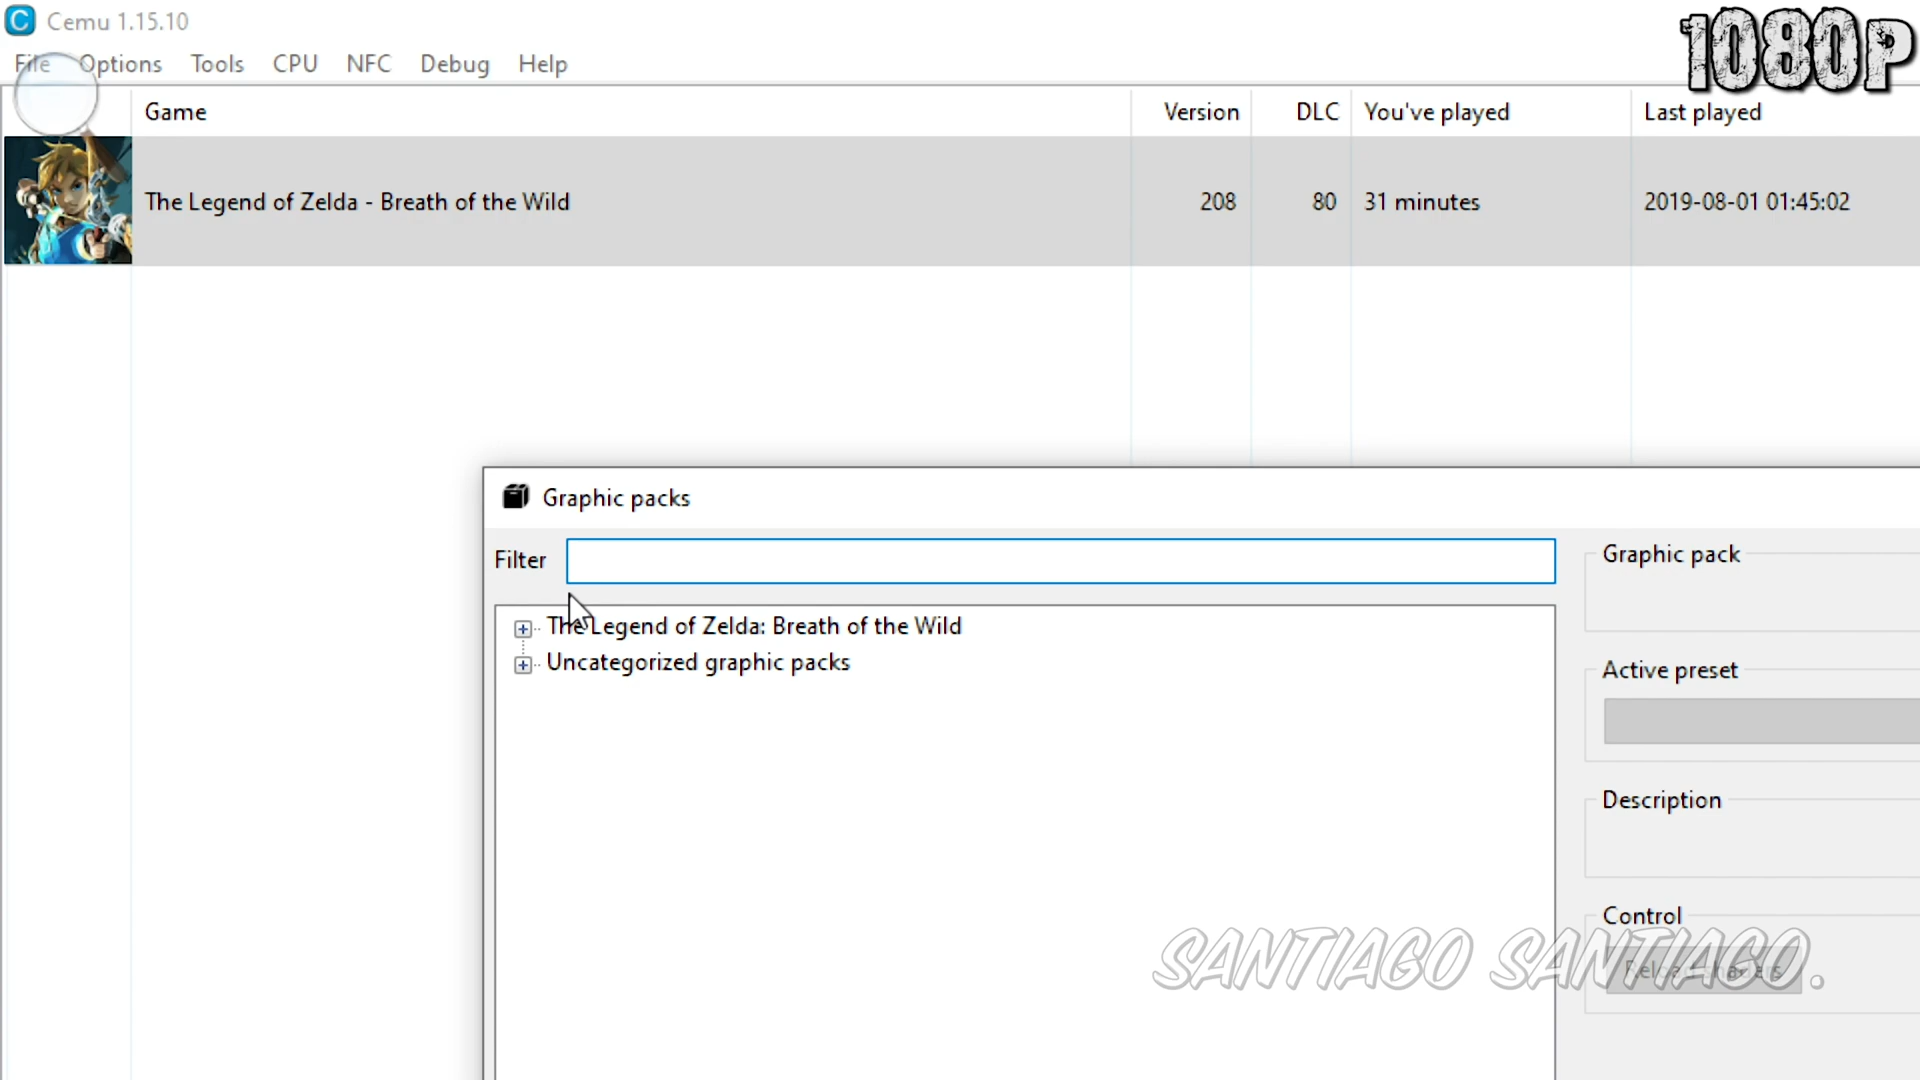 Cemu 1.15.10
1080P
File Options Tools CPU NFC Debug Help
Game Version DLC You've played Last played
The Legend of Zelda - Breath of the Wild 208 80 31 minutes 2019-08-01 01:45:02
Graphic packs
Filter
Graphic pack
The Legend of Zelda: Breath of the Wild
Uncategorized graphic packs
Active preset
Description
Control
Reload shaders
SANTIAGO SANTIAGO.